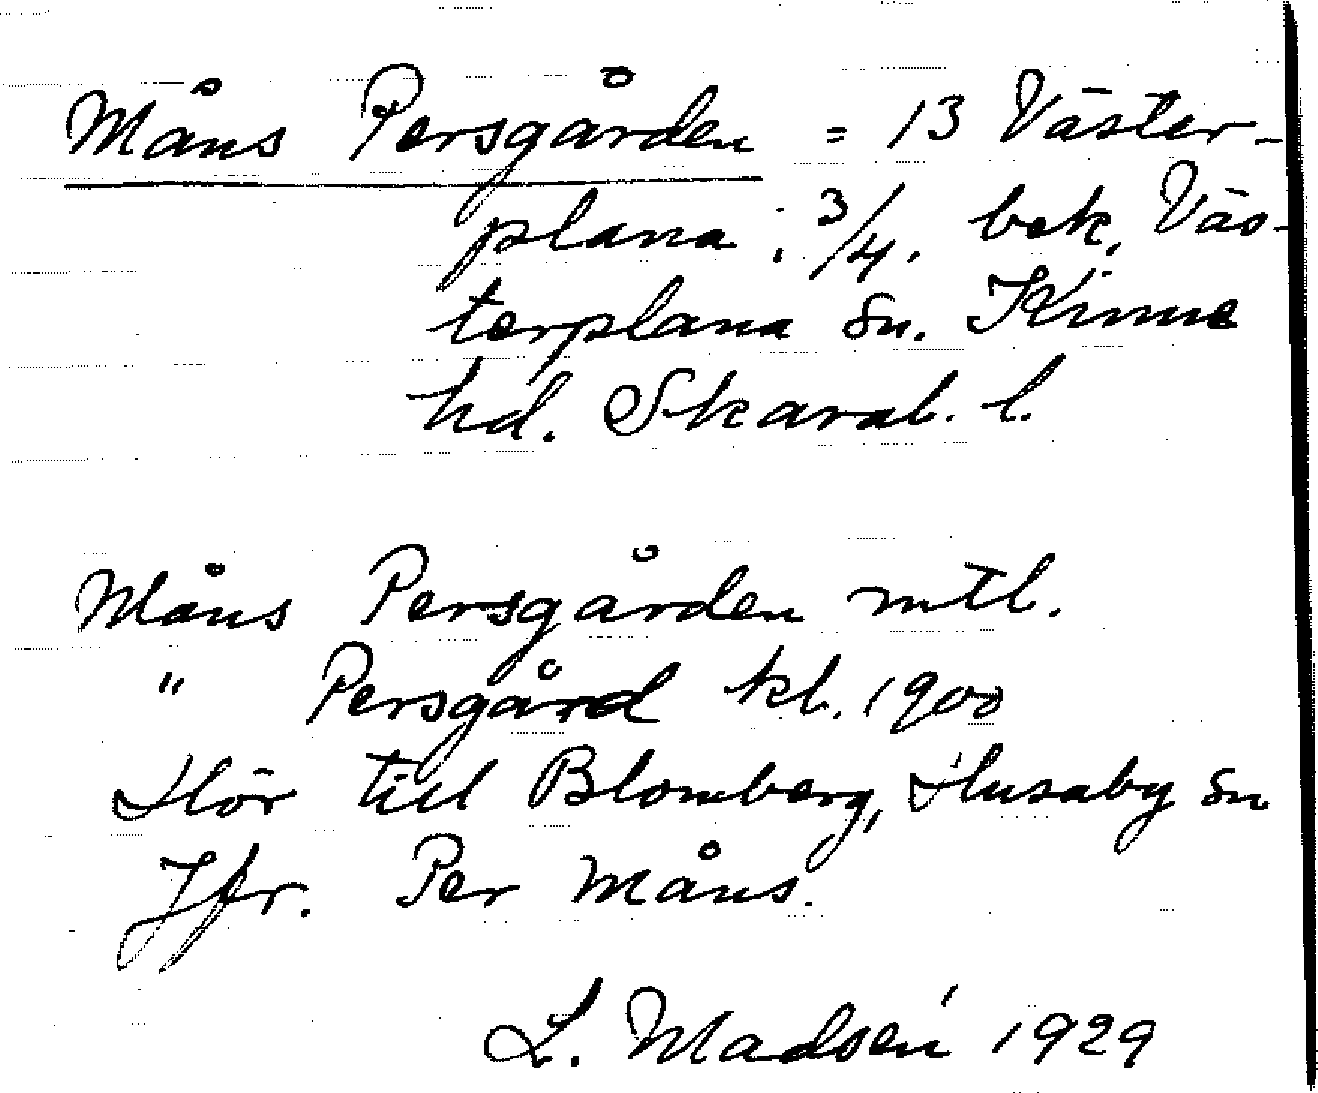 Måns Persgården = 13 Väster-
plana : 3/4. bek, Väs-
terplana sn. Kinne
hd. Skarab. l.
Måns Persgården mtl.
" Persgård kl. 1900
Hör till Blomberg, Husaby sn
Jfr. Per Måns.
L. Madsén 1929